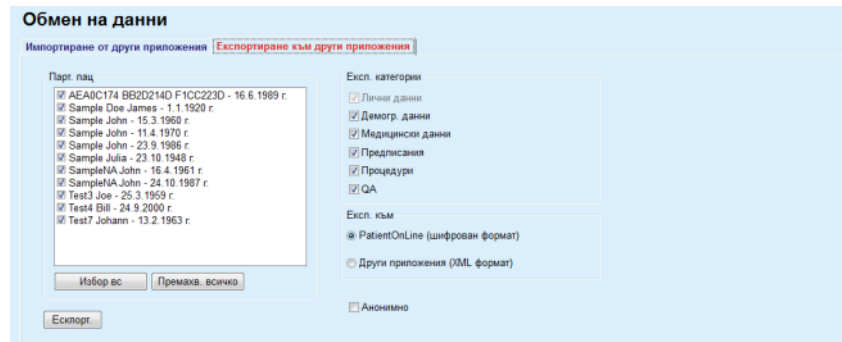 Обмен на данни
Импортиране от други приложения Експортиране към други приложения
Парт. пац
AEA0C174 BB2D214D F1CC223D - 16.6.1989 г.
Sample Doe James - 1.1.1920 г.
Sample John - 15.3.1960 г.
Sample John - 11.4.1970 г.
Sample John - 23.9.1986 г.
Sample Julia - 23.10.1948 г.
SampleNA John - 16.4.1961 г.
SampleNA John - 24.10.1987 г.
Test3 Joe - 25.3.1959 г.
Test4 Bill - 24.9.2000 г.
Test7 Johann - 13.2.1963 г.
Избор вс Премахв. всичко
Ескпорт.
Експ. категории
Лични данни
Демогр. данни
Медицински данни
Предписания
Процедури
QA
Експ. към
PatientOnLine (шифрован формат)
Други приложения (XML формат)
Анонимно